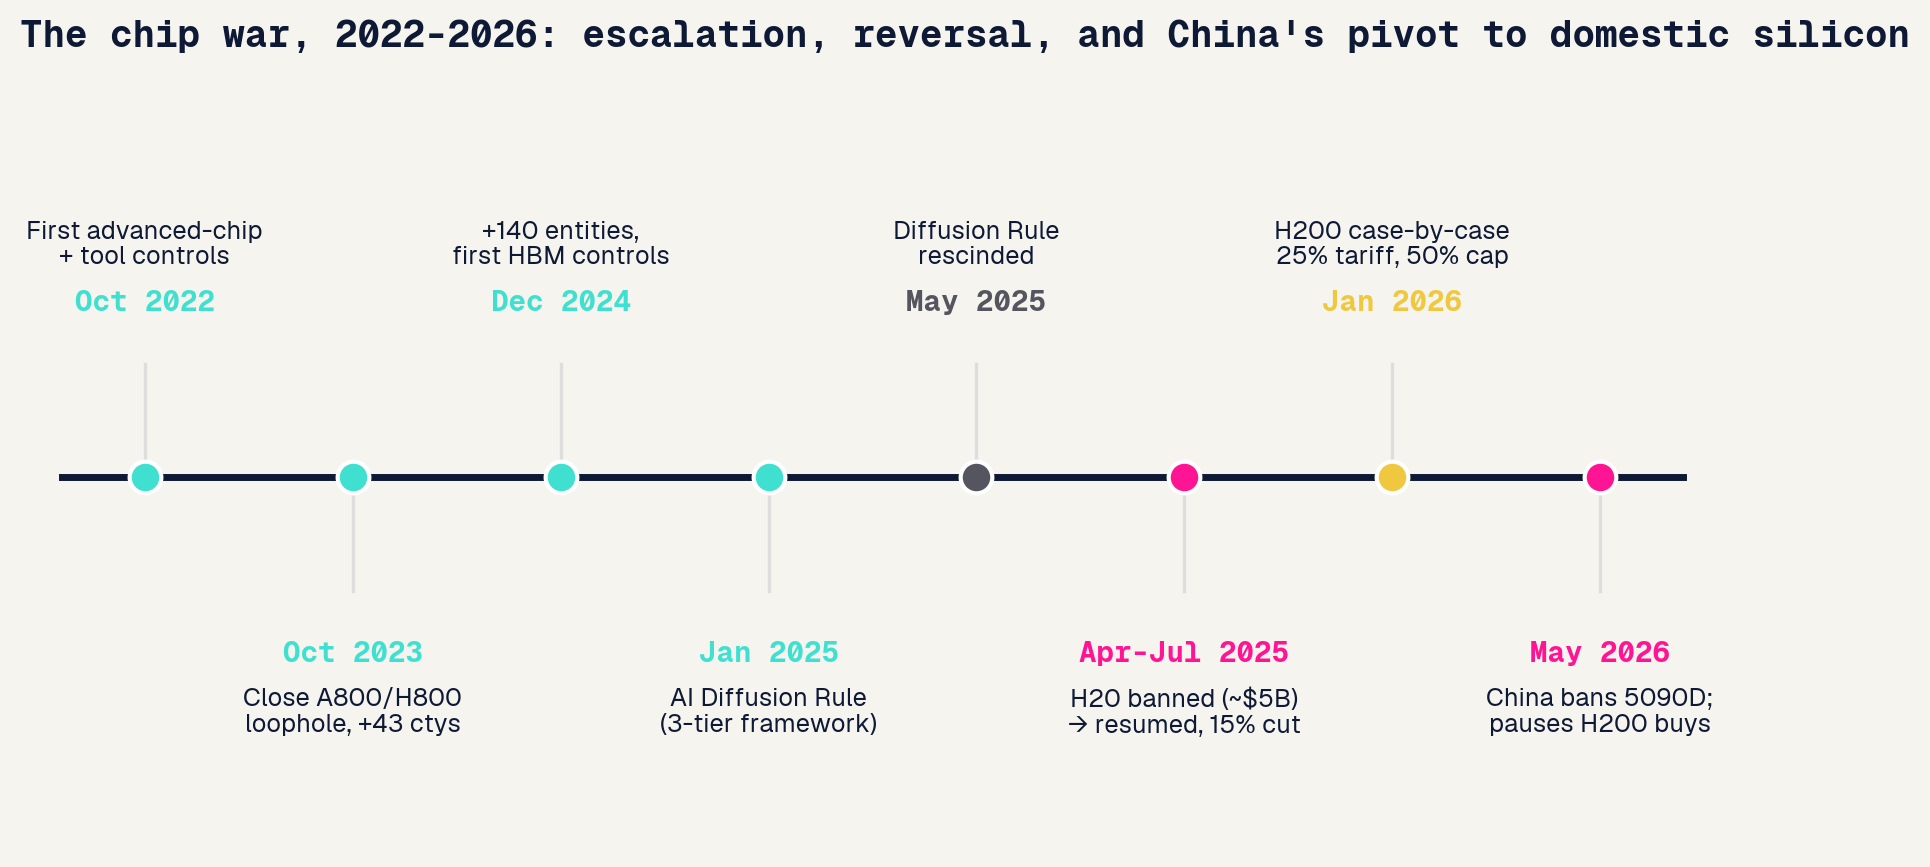 The chip war, 2022-2026: escalation, reversal, and China's pivot to domestic silicon
First advanced-chip
+ tool controls
Oct 2022
+140 entities,
first HBM controls
Dec 2024
Diffusion Rule
rescinded
May 2025
H200 case-by-case
25% tariff, 50% cap
Jan 2026
Oct 2023
Close A800/H800
loophole, +43 ctys
Jan 2025
AI Diffusion Rule
(3-tier framework)
Apr-Jul 2025
H20 banned (~$5B)
→ resumed, 15% cut
May 2026
China bans 5090D;
pauses H200 buys